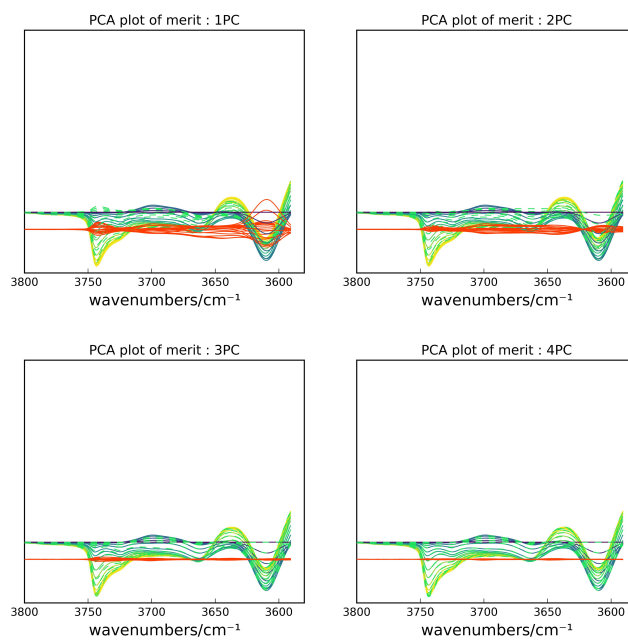 PCA plot of merit : 1PC
PCA plot of merit : 2PC
3800 3750 3700 3650 3600
3800 3750 3700 3650 3600
wavenumbers/cm⁻¹
wavenumbers/cm⁻¹
PCA plot of merit : 3PC
PCA plot of merit : 4PC
3800 3750 3700 3650 3600
3800 3750 3700 3650 3600
wavenumbers/cm⁻¹
wavenumbers/cm⁻¹